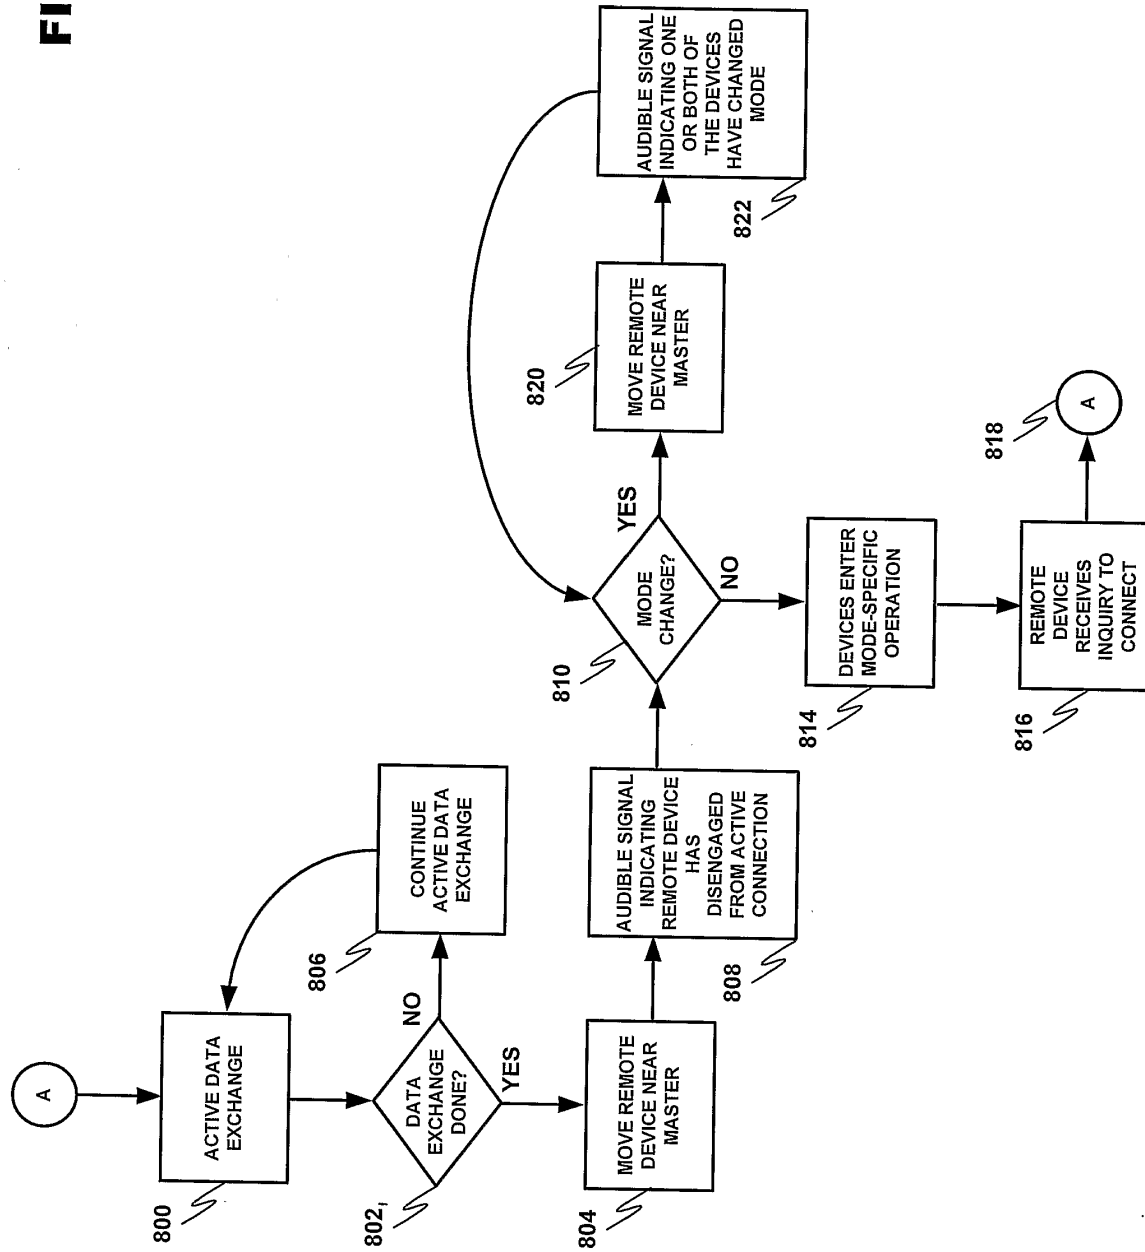 FI
A
ACTIVE DATA
EXCHANGE
800
DATA
EXCHANGE
DONE?
802
NO
YES
CONTINUE
ACTIVE DATA
EXCHANGE
806
MOVE REMOTE
DEVICE NEAR
MASTER
804
AUDIBLE SIGNAL
INDICATING
REMOTE DEVICE
HAS
DISENGAGED
FROM ACTIVE
CONNECTION
808
MODE
CHANGE?
810
YES
NO
MOVE REMOTE
DEVICE NEAR
MASTER
820
AUDIBLE SIGNAL
INDICATING ONE
OR BOTH OF
THE DEVICES
HAVE CHANGED
MODE
822
DEVICES ENTER
MODE-SPECIFIC
OPERATION
814
REMOTE
DEVICE
RECEIVES
INQUIRY TO
CONNECT
816
A
818